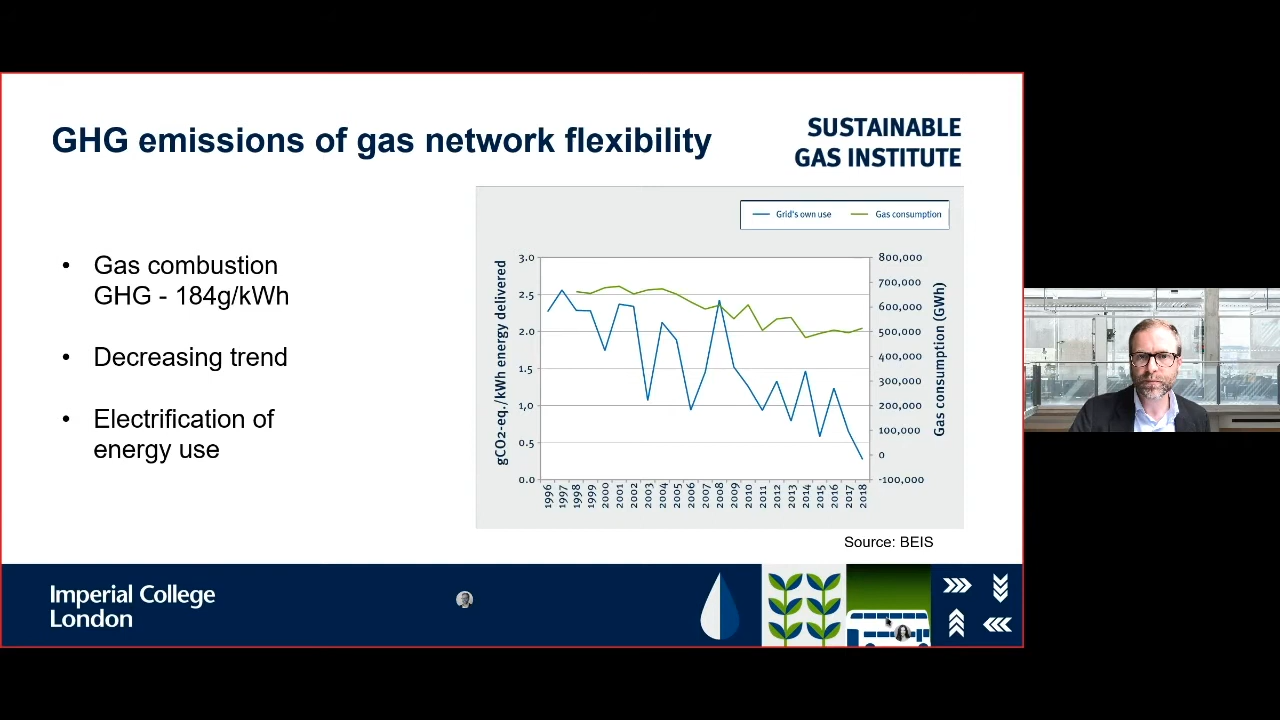 GHG emissions of gas network flexibility
SUSTAINABLE
GAS INSTITUTE
• Gas combustion
GHG - 184g/kWh
• Decreasing trend
• Electrification of
energy use
Grid's own use
Gas consumption
gCO2-eq./kWh energy delivered
3.0
2.5
2.0
1.5
1,0
0.5
0.0
800,000
700,000
600,000
500,000
400,000
300,000
200,000
100,000
0
-100,000
Gas consumption (GWh)
1996
1997
1998
1999
2000
2001
2002
2003
2004
2005
2006
2007
2008
2009
2010
2011
2012
2013
2014
2015
2016
2017
2018
Source: BEIS
Imperial College
London